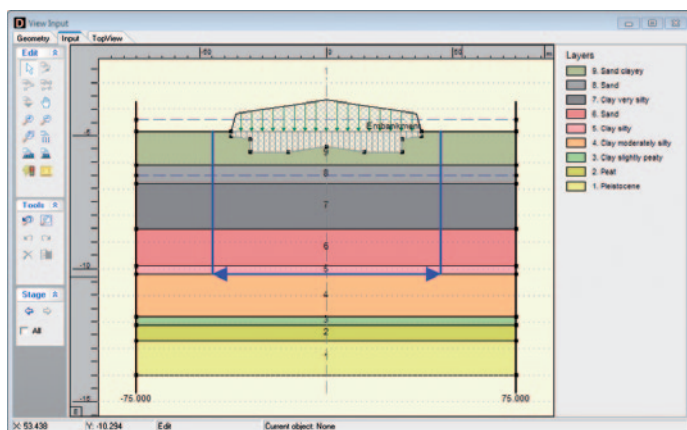 View Input
Geometry Input TopView
Edit
-50 0 50 m
Layers
9. Sand clayey
8. Sand
7. Clay very silty
6. Sand
5. Clay silty
4. Clay moderately silty
3. Clay slightly peaty
2. Peat
1. Pleistocene
Embankment
-5
9
8
7
6
-10
5
4
3
2
1
Tools
Stage
All
-15
-75.000 75.000
X: 53.438 Y: -10.294 Edit Current object: None